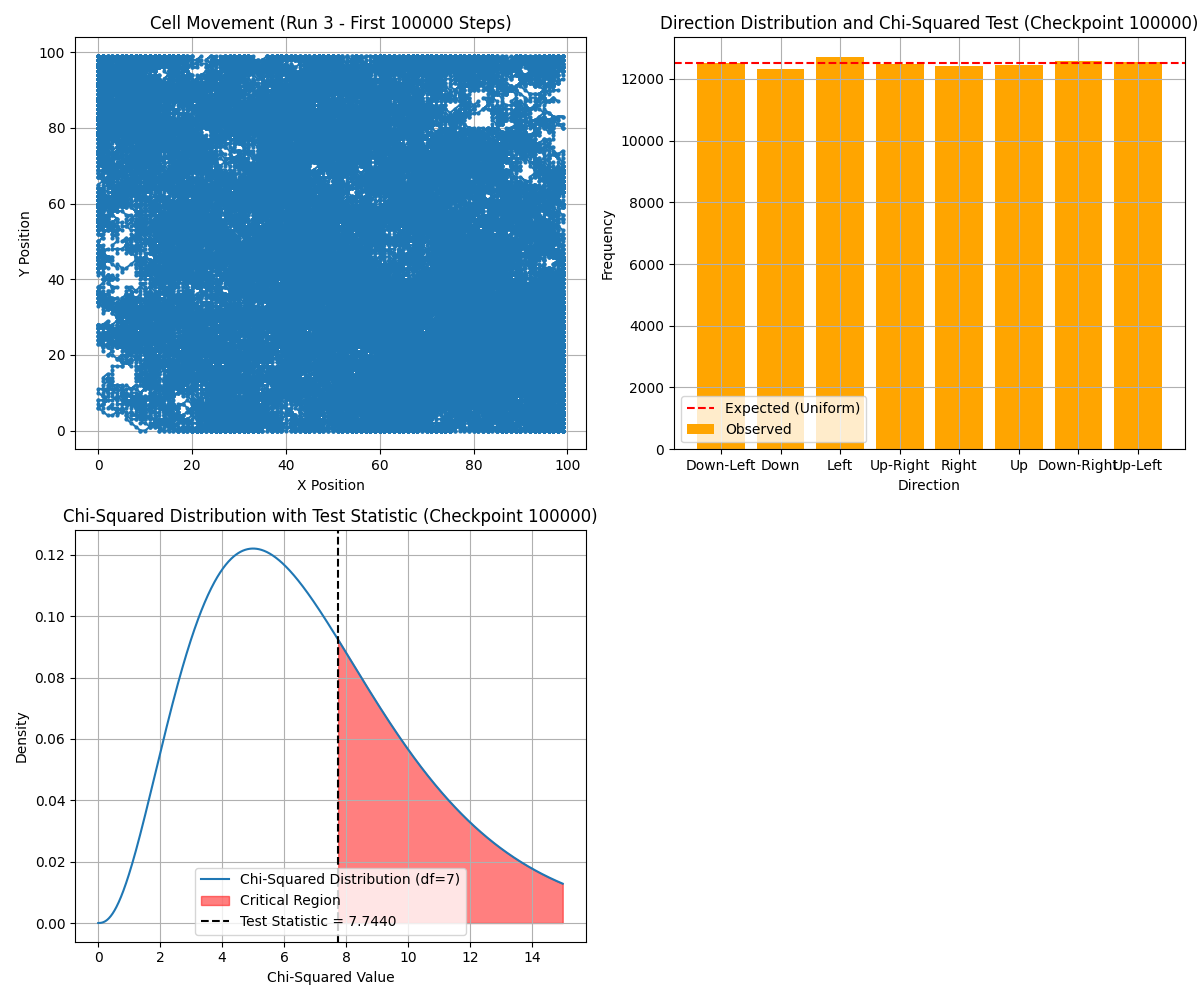 Cell Movement (Run 3 - First 100000 Steps)
100
80
60
40
20
0
Y Position
0 20 40 60 80 100
X Position
Direction Distribution and Chi-Squared Test (Checkpoint 100000)
12000
10000
8000
6000
4000
2000
0
Frequency
Expected (Uniform)
Observed
Down-Left Down Left Up-Right Right Up Down-Right Up-Left
Direction
Chi-Squared Distribution with Test Statistic (Checkpoint 100000)
0.12
0.10
0.08
0.06
0.04
0.02
0.00
Density
Chi-Squared Distribution (df=7)
Critical Region
Test Statistic = 7.7440
0 2 4 6 8 10 12 14
Chi-Squared Value